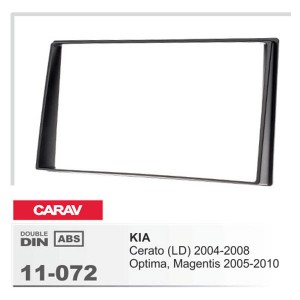 CARAV
DOUBLE
DIN ABS
11-072
KIA
Cerato (LD) 2004-2008
Optima, Magentis 2005-2010